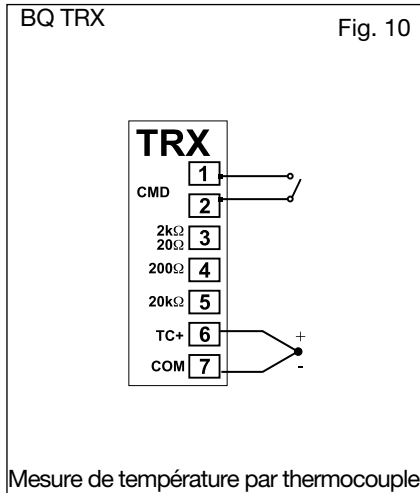 BQ TRX
Fig. 10
TRX
1
CMD
2
2kΩ
20Ω 3
200Ω 4
20kΩ 5
TC+ 6
+
COM 7
-
Mesure de température par thermocouple